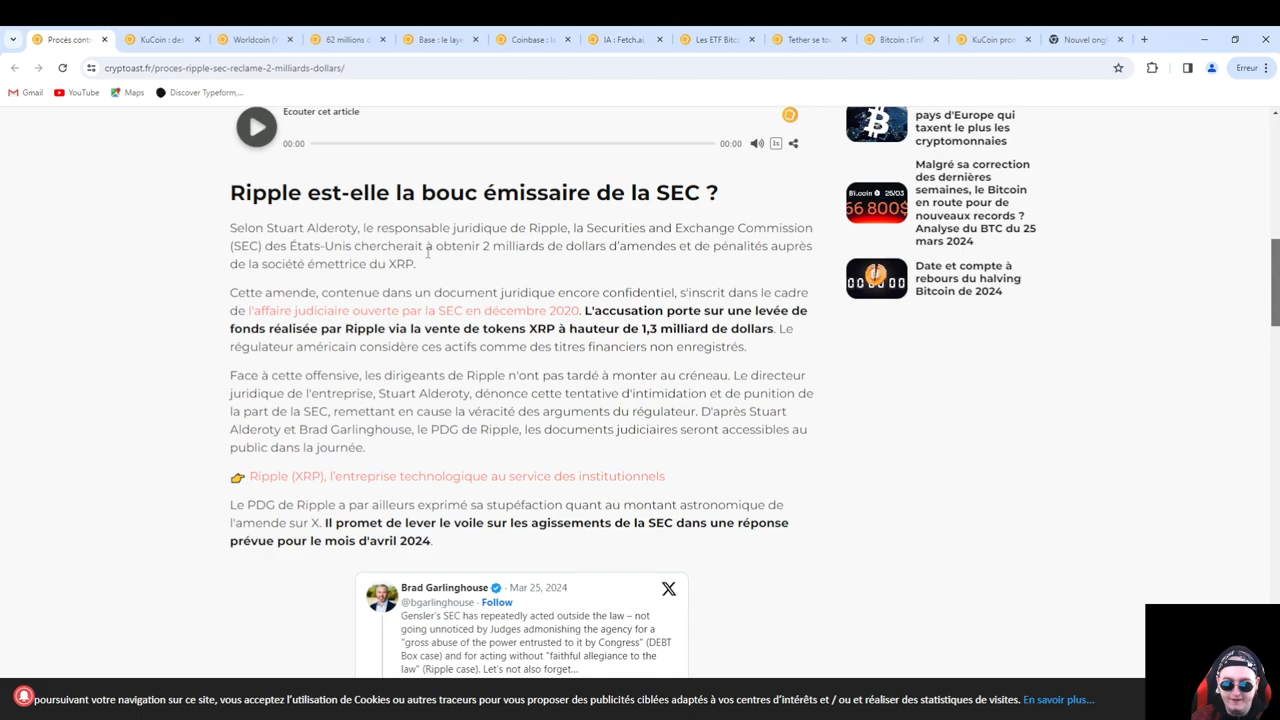 Procès cont
KuCoin : des
Worldcoin (
62 millions d
Base : le laye
Coinbase : l
IA : Fetch.ai,
Les ETF Bitco
Tether se to
Bitcoin : l'inf
KuCoin pro
Nouvel ongl
cryptoast.fr/proces-ripple-sec-reclame-2-milliards-dollars/
Erreur
Gmail
YouTube
Maps
Discover Typeform,...
Ecouter cet article
00:00
00:00
1x
Ripple est-elle la bouc émissaire de la SEC ?
Selon Stuart Alderoty, le responsable juridique de Ripple, la Securities and Exchange Commission
(SEC) des États-Unis chercherait à obtenir 2 milliards de dollars d'amendes et de pénalités auprès
de la société émettrice du XRP.
Cette amende, contenue dans un document juridique encore confidentiel, s'inscrit dans le cadre
de l'affaire judiciaire ouverte par la SEC en décembre 2020. L'accusation porte sur une levée de
fonds réalisée par Ripple via la vente de tokens XRP à hauteur de 1,3 milliard de dollars. Le
régulateur américain considère ces actifs comme des titres financiers non enregistrés.
Face à cette offensive, les dirigeants de Ripple n'ont pas tardé à monter au créneau. Le directeur
juridique de l'entreprise, Stuart Alderoty, dénonce cette tentative d'intimidation et de punition de
la part de la SEC, remettant en cause la véracité des arguments du régulateur. D'après Stuart
Alderoty et Brad Garlinghouse, le PDG de Ripple, les documents judiciaires seront accessibles au
public dans la journée.
👉 Ripple (XRP), l'entreprise technologique au service des institutionnels
Le PDG de Ripple a par ailleurs exprimé sa stupéfaction quant au montant astronomique de
l'amende sur X. Il promet de lever le voile sur les agissements de la SEC dans une réponse
prévue pour le mois d'avril 2024.
Brad Garlinghouse · Mar 25, 2024
@bgarlinghouse · Follow
Gensler's SEC has repeatedly acted outside the law – not
going unnoticed by Judges admonishing the agency for a
"gross abuse of the power entrusted to it by Congress" (DEBT
Box case) and for acting without "faithful allegiance to the
law" (Ripple case). Let's not also forget...
pays d'Europe qui
taxent le plus les
cryptomonnaies
Malgré sa correction
des dernières
semaines, le Bitcoin
en route pour de
nouveaux records ?
Analyse du BTC du 25
mars 2024
25/03
66 800$
Date et compte à
rebours du halving
Bitcoin de 2024
poursuivant votre navigation sur ce site, vous acceptez l'utilisation de Cookies ou autres traceurs pour vous proposer des publicités ciblées adaptés à vos centres d'intérêts et / ou et réaliser des statistiques de visites. En savoir plus...